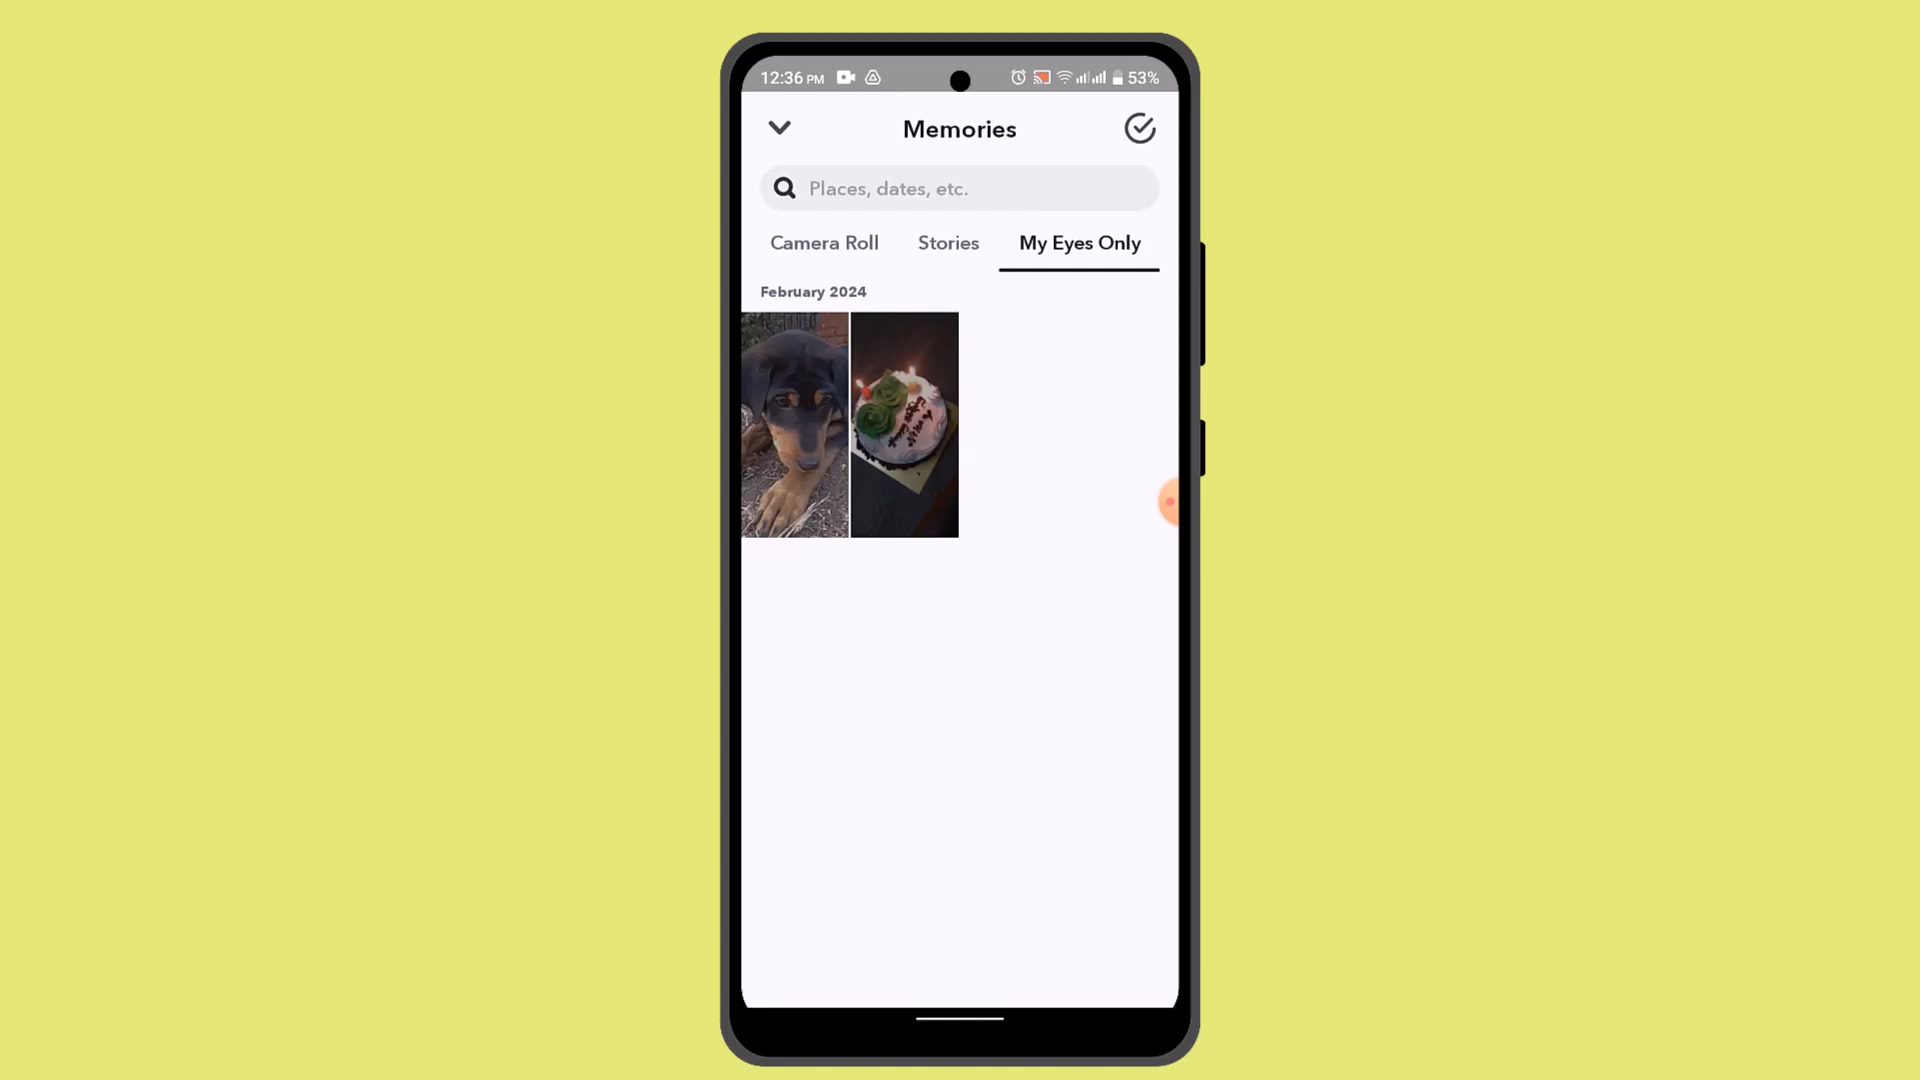 12:36 PM
53%
Memories
Places, dates, etc.
Camera Roll Stories My Eyes Only
February 2024